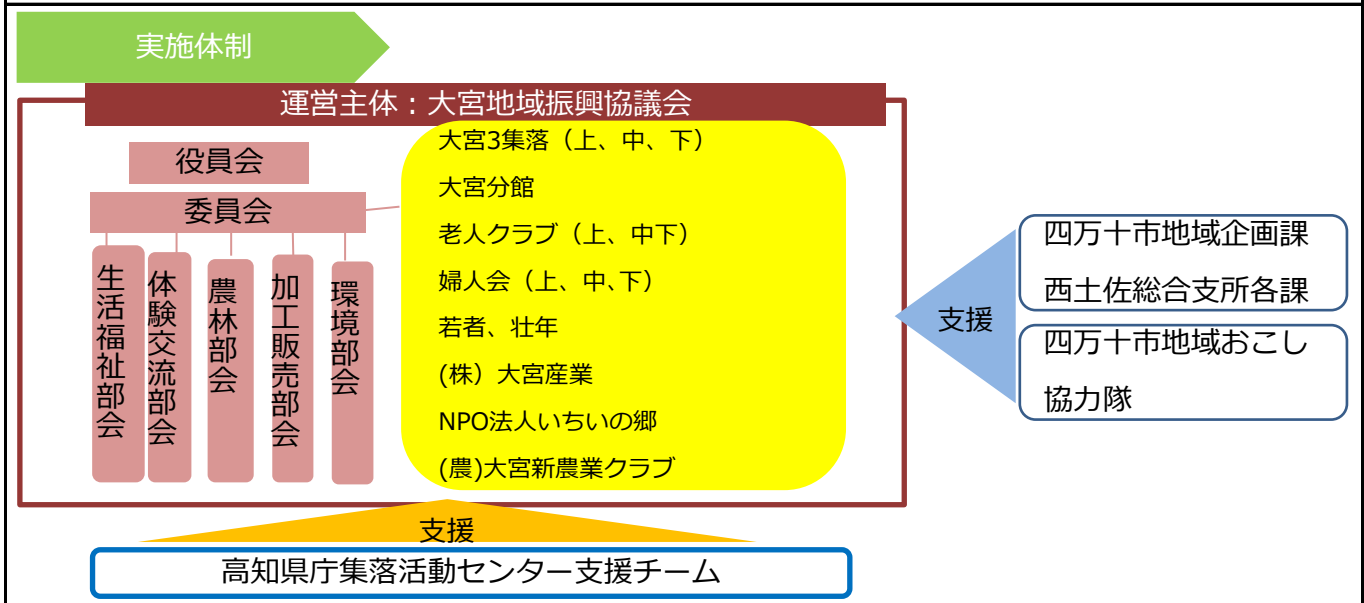 実施体制
運営主体：大宮地域振興協議会
役員会
委員会
生活福祉部会
体験交流部会
農林部会
加工販売部会
環境部会
大宮3集落（上、中、下）
大宮分館
老人クラブ（上、中下）
婦人会（上、中､下）
若者、壮年
(株）大宮産業
NPO法人いちいの郷
(農)大宮新農業クラブ
支援
四万十市地域企画課
西土佐総合支所各課
四万十市地域おこし
協力隊
支援
高知県庁集落活動センター支援チーム